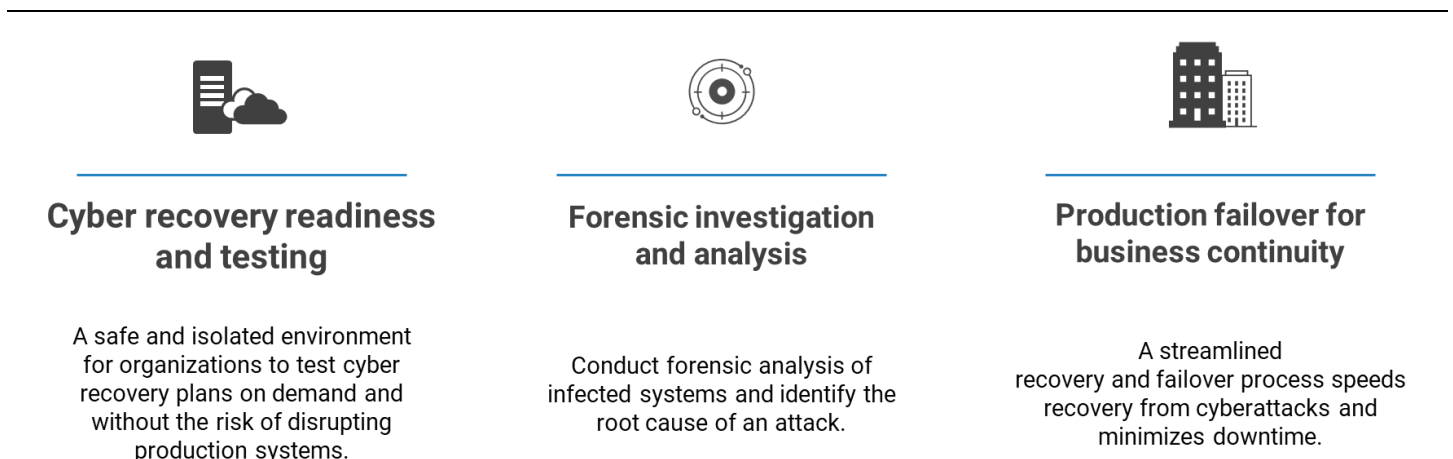 Cyber recovery readiness
and testing
A safe and isolated environment
for organizations to test cyber
recovery plans on demand and
without the risk of disrupting
production systems.
Forensic investigation
and analysis
Conduct forensic analysis of
infected systems and identify the
root cause of an attack.
Production failover for
business continuity
A streamlined
recovery and failover process speeds
recovery from cyberattacks and
minimizes downtime.